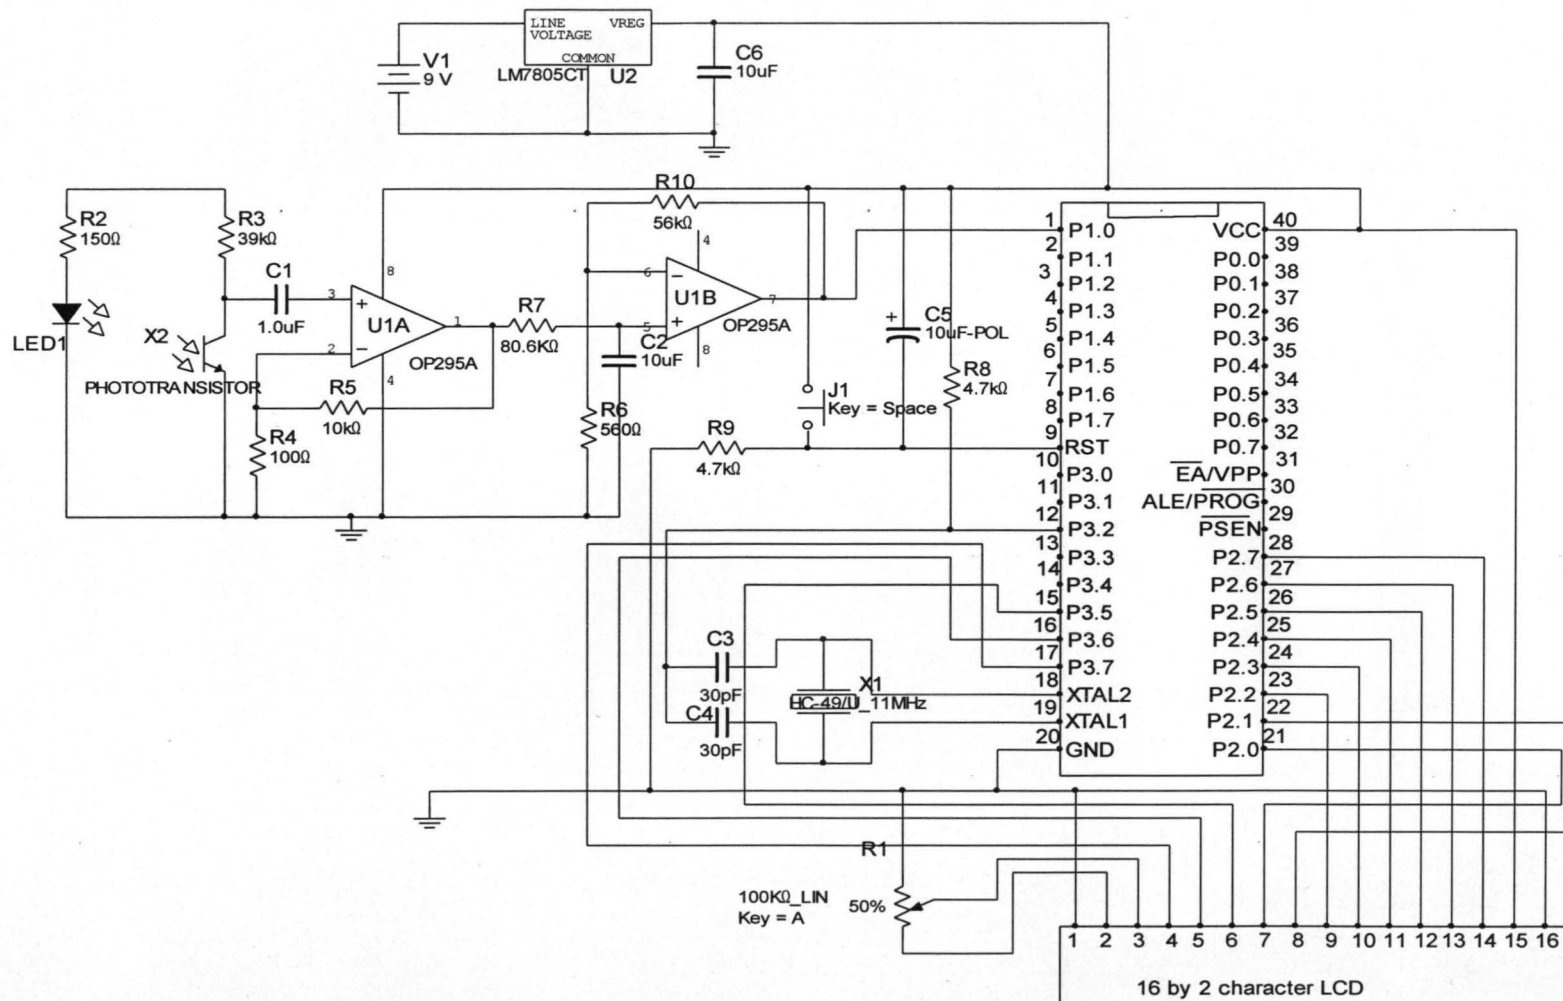 LINE VREG
VOLTAGE
COMMON
LM7805CT U2
V1
9 V
C6
10uF
R2
150Ω
R3
39kΩ
LED1
X2
PHOTOTRANSISTOR
C1
1.0uF
3
2
8
1
4
U1A
OP295A
R5
10kΩ
R4
100Ω
R7
80.6KΩ
R10
56kΩ
4
6
5
7
8
U1B
OP295A
C2
10uF
R6
560Ω
R9
4.7kΩ
J1
Key = Space
C5
10uF-POL
R8
4.7kΩ
C3
30pF
C4
30pF
X1
HC-49/U_11MHz
1 P1.0 VCC 40
2 P1.1 P0.0 39
3 P1.2 P0.1 38
4 P1.3 P0.2 37
5 P1.4 P0.3 36
6 P1.5 P0.4 35
7 P1.6 P0.5 34
8 P1.7 P0.6 33
9 RST P0.7 32
10 P3.0 EA/VPP 31
11 P3.1 ALE/PROG 30
12 P3.2 PSEN 29
13 P3.3 P2.7 28
14 P3.4 P2.6 27
15 P3.5 P2.5 26
16 P3.6 P2.4 25
17 P3.7 P2.3 24
18 XTAL2 P2.2 23
19 XTAL1 P2.1 22
20 GND P2.0 21
R1
100KΩ_LIN
Key = A
50%
1 2 3 4 5 6 7 8 9 10 11 12 13 14 15 16
16 by 2 character LCD